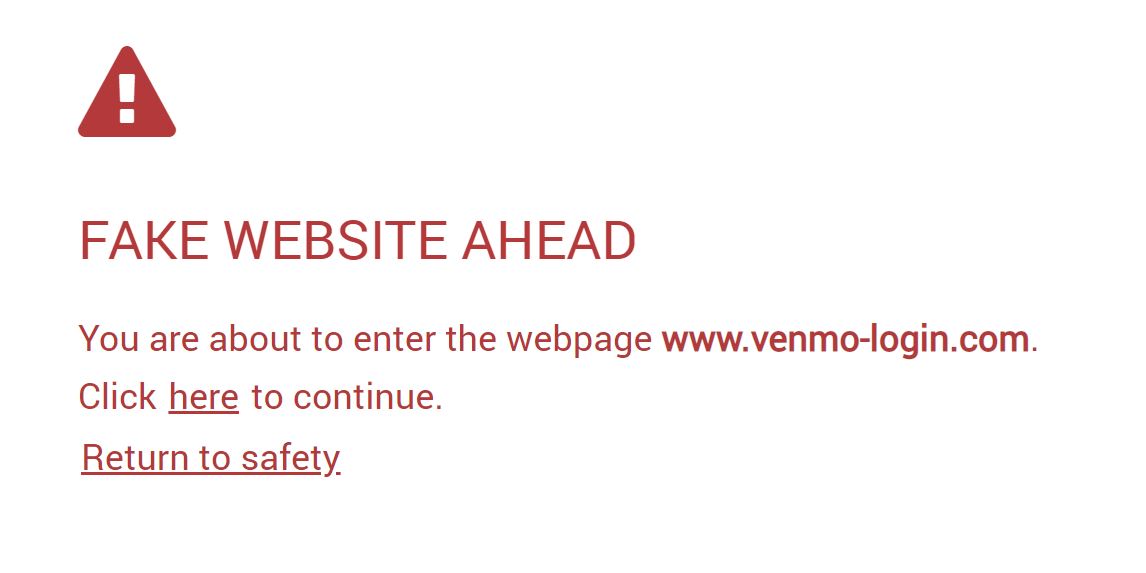 FAKE WEBSITE AHEAD
You are about to enter the webpage www.venmo-login.com.
Click here to continue.
Return to safety